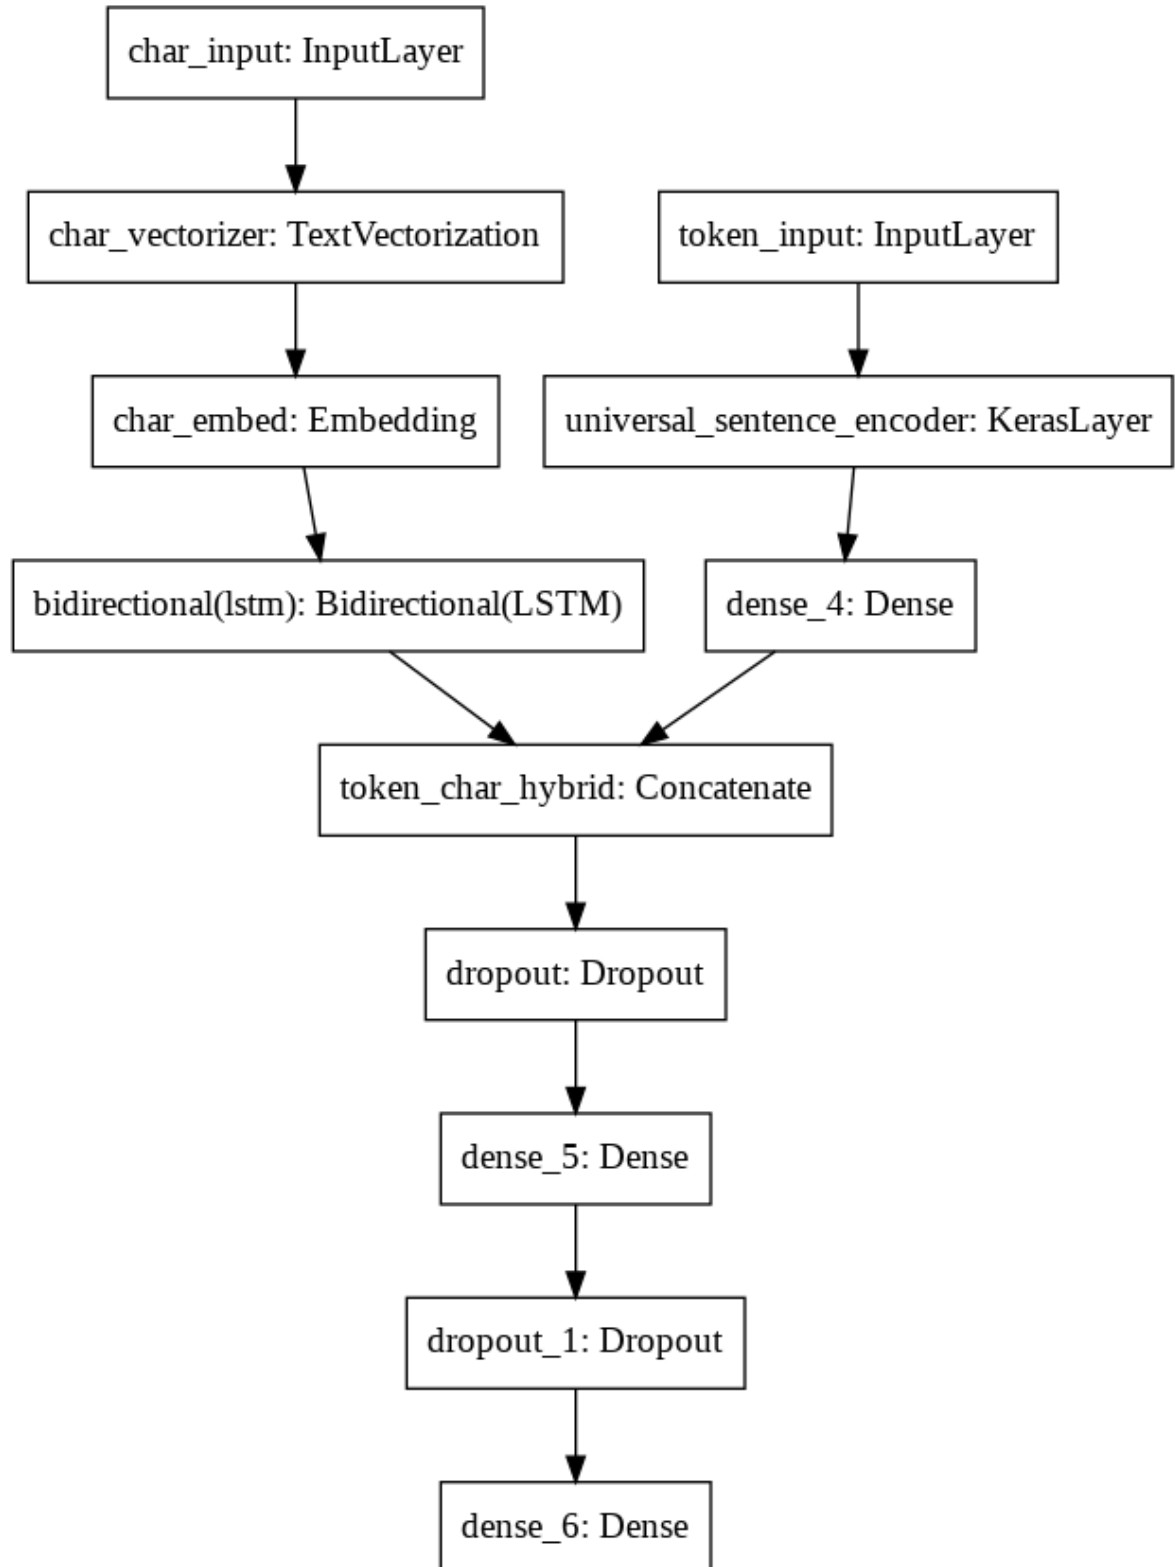 char_input: InputLayer
char_vectorizer: TextVectorization
token_input: InputLayer
char_embed: Embedding
universal_sentence_encoder: KerasLayer
bidirectional(lstm): Bidirectional(LSTM)
dense_4: Dense
token_char_hybrid: Concatenate
dropout: Dropout
dense_5: Dense
dropout_1: Dropout
dense_6: Dense